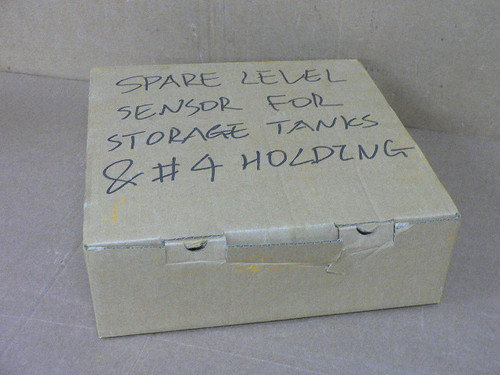 SPARE LEVEL
SENSOR FOR
STORAGE TANKS
& #4 HOLDING